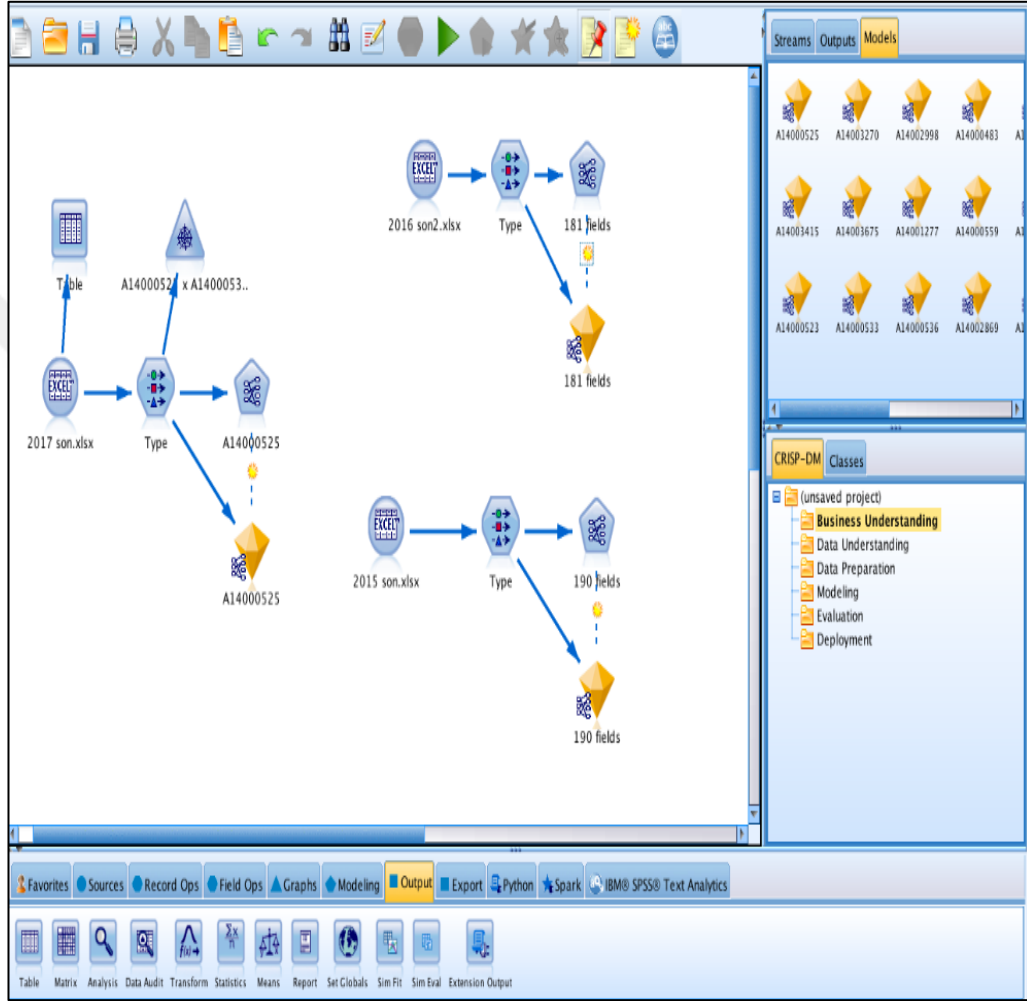 abc
Streams Outputs Models
A14000525 A14003270 A14002998 A14000483
A14003415 A14003675 A14001277 A14000559
A14000523 A14000533 A14000536 A14002869
EXCEL
2016 son2.xlsx Type 181 fields
181 fields
Table
EXCEL
2017 son.xlsx Type A14000525
A14000525
EXCEL
2015 son.xlsx Type 190 fields
190 fields
CRISP-DM Classes
(unsaved project)
Business Understanding
Data Understanding
Data Preparation
Modeling
Evaluation
Deployment
Favorites Sources Record Ops Field Ops Graphs Modeling Output Export Python Spark IBM® SPSS® Text Analytics
Table Matrix Analysis Data Audit Transform Statistics Means Report Set Globals Sim Fit Sim Eval Extension Output